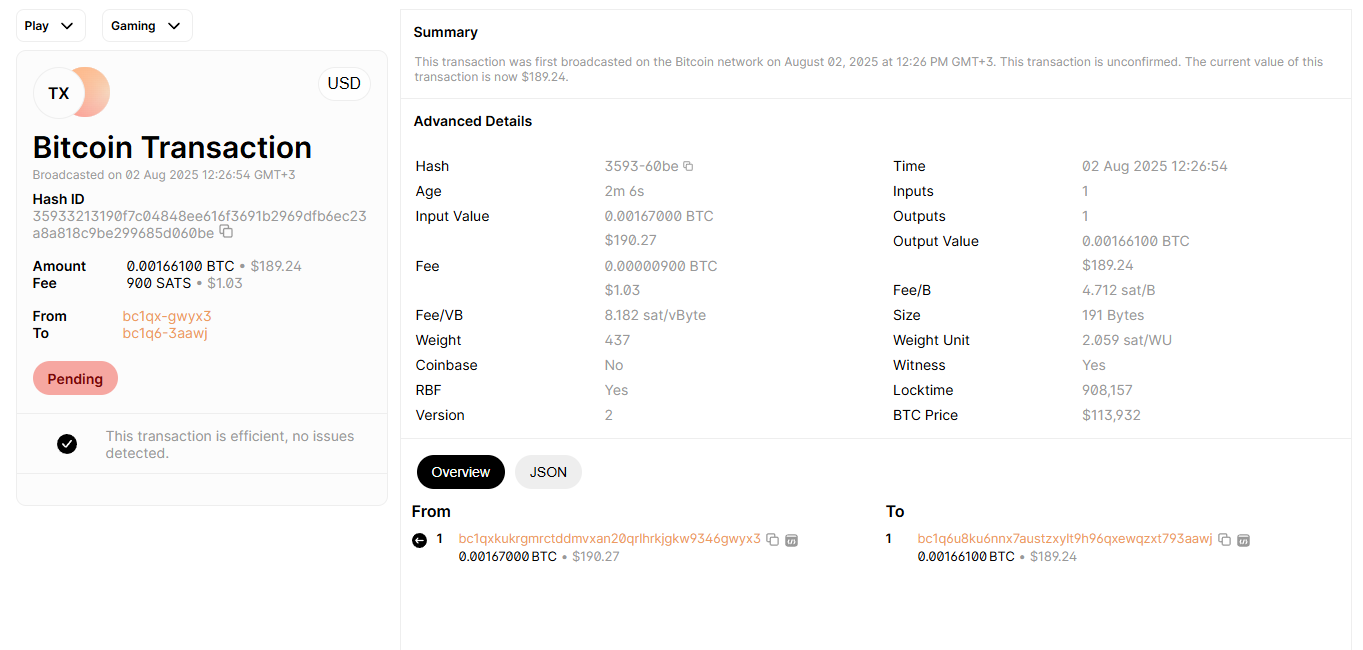 Play
Gaming
TX
USD
Bitcoin Transaction
Broadcasted on 02 Aug 2025 12:26:54 GMT+3
Hash ID
35933213190f7c04848ee616f3691b2969dfb6ec23
a8a818c9be299685d060be
Amount 0.00166100 BTC • $189.24
Fee 900 SATS • $1.03
From bc1qx-gwyx3
To bc1q6-3aawj
Pending
This transaction is efficient, no issues
detected.
Summary
This transaction was first broadcasted on the Bitcoin network on August 02, 2025 at 12:26 PM GMT+3. This transaction is unconfirmed. The current value of this
transaction is now $189.24.
Advanced Details
Hash 3593-60be
Age 2m 6s
Input Value 0.00167000 BTC
$190.27
Fee 0.00000900 BTC
$1.03
Fee/VB 8.182 sat/vByte
Weight 437
Coinbase No
RBF Yes
Version 2
Time 02 Aug 2025 12:26:54
Inputs 1
Outputs 1
Output Value 0.00166100 BTC
$189.24
Fee/B 4.712 sat/B
Size 191 Bytes
Weight Unit 2.059 sat/WU
Witness Yes
Locktime 908,157
BTC Price $113,932
Overview
JSON
From
1 bc1qxkukrgmrctddmvxan20qrlhrkjgkw9346gwyx3
0.00167000 BTC • $190.27
To
1 bc1q6u8ku6nnx7austzxylt9h96qxewqzxt793aawj
0.00166100 BTC • $189.24